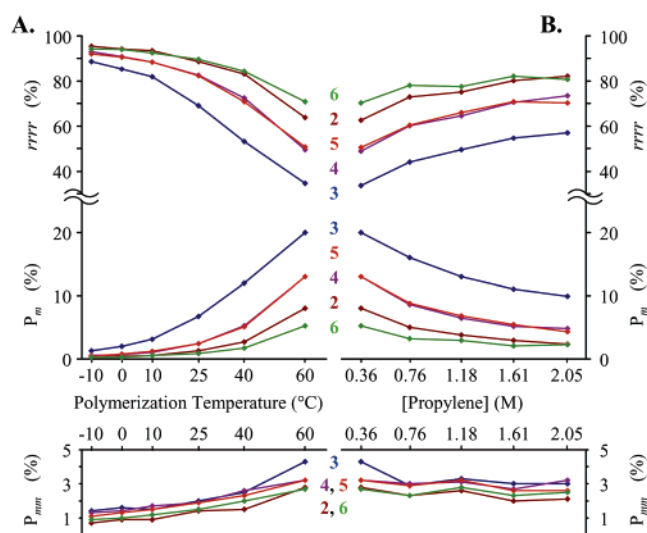 A.
B.
100
80
60
40
rrrr (%)
20
10
0
Pm (%)
-10 0 10 25 40 60
Polymerization Temperature (°C)
6
2
5
4
3
3
5
4
2
6
100
80
60
40
rrrr (%)
20
10
0
Pm (%)
0.36 0.76 1.18 1.61 2.05
[Propylene] (M)
-10 0 10 25 40 60
0.36 0.76 1.18 1.61 2.05
5
3
1
Pmm (%)
3
4, 5
2, 6
5
3
1
Pmm (%)